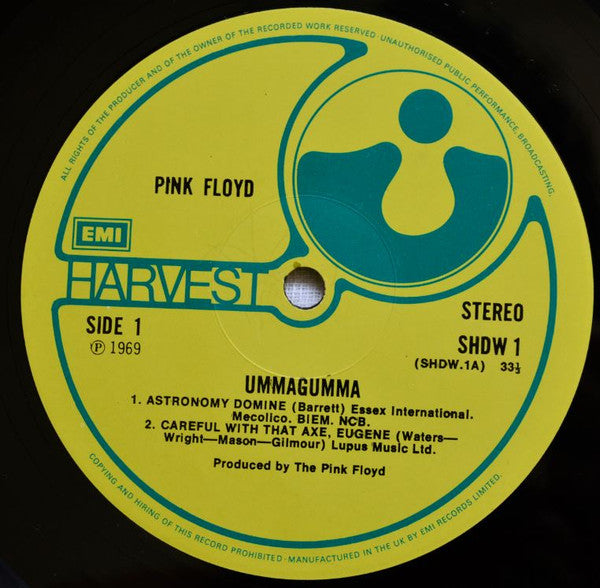 ALL RIGHTS OF THE PRODUCER AND OF THE OWNER OF THE RECORDED WORK RESERVED · UNAUTHORISED PUBLIC PERFORMANCE, BROADCASTING,
PINK FLOYD
EMI
HARVEST
SIDE 1
Ⓟ 1969
STEREO
SHDW 1
(SHDW.1A) 33⅓
UMMAGUMMA
1. ASTRONOMY DOMINE (Barrett) Essex International.
Mecolico. BIEM. NCB.
2. CAREFUL WITH THAT AXE, EUGENE (Waters—
Wright—Mason—Gilmour) Lupus Music Ltd.
Produced by The Pink Floyd
COPYING AND HIRING OF THIS RECORD PROHIBITED · MANUFACTURED IN THE UK BY EMI RECORDS LIMITED.